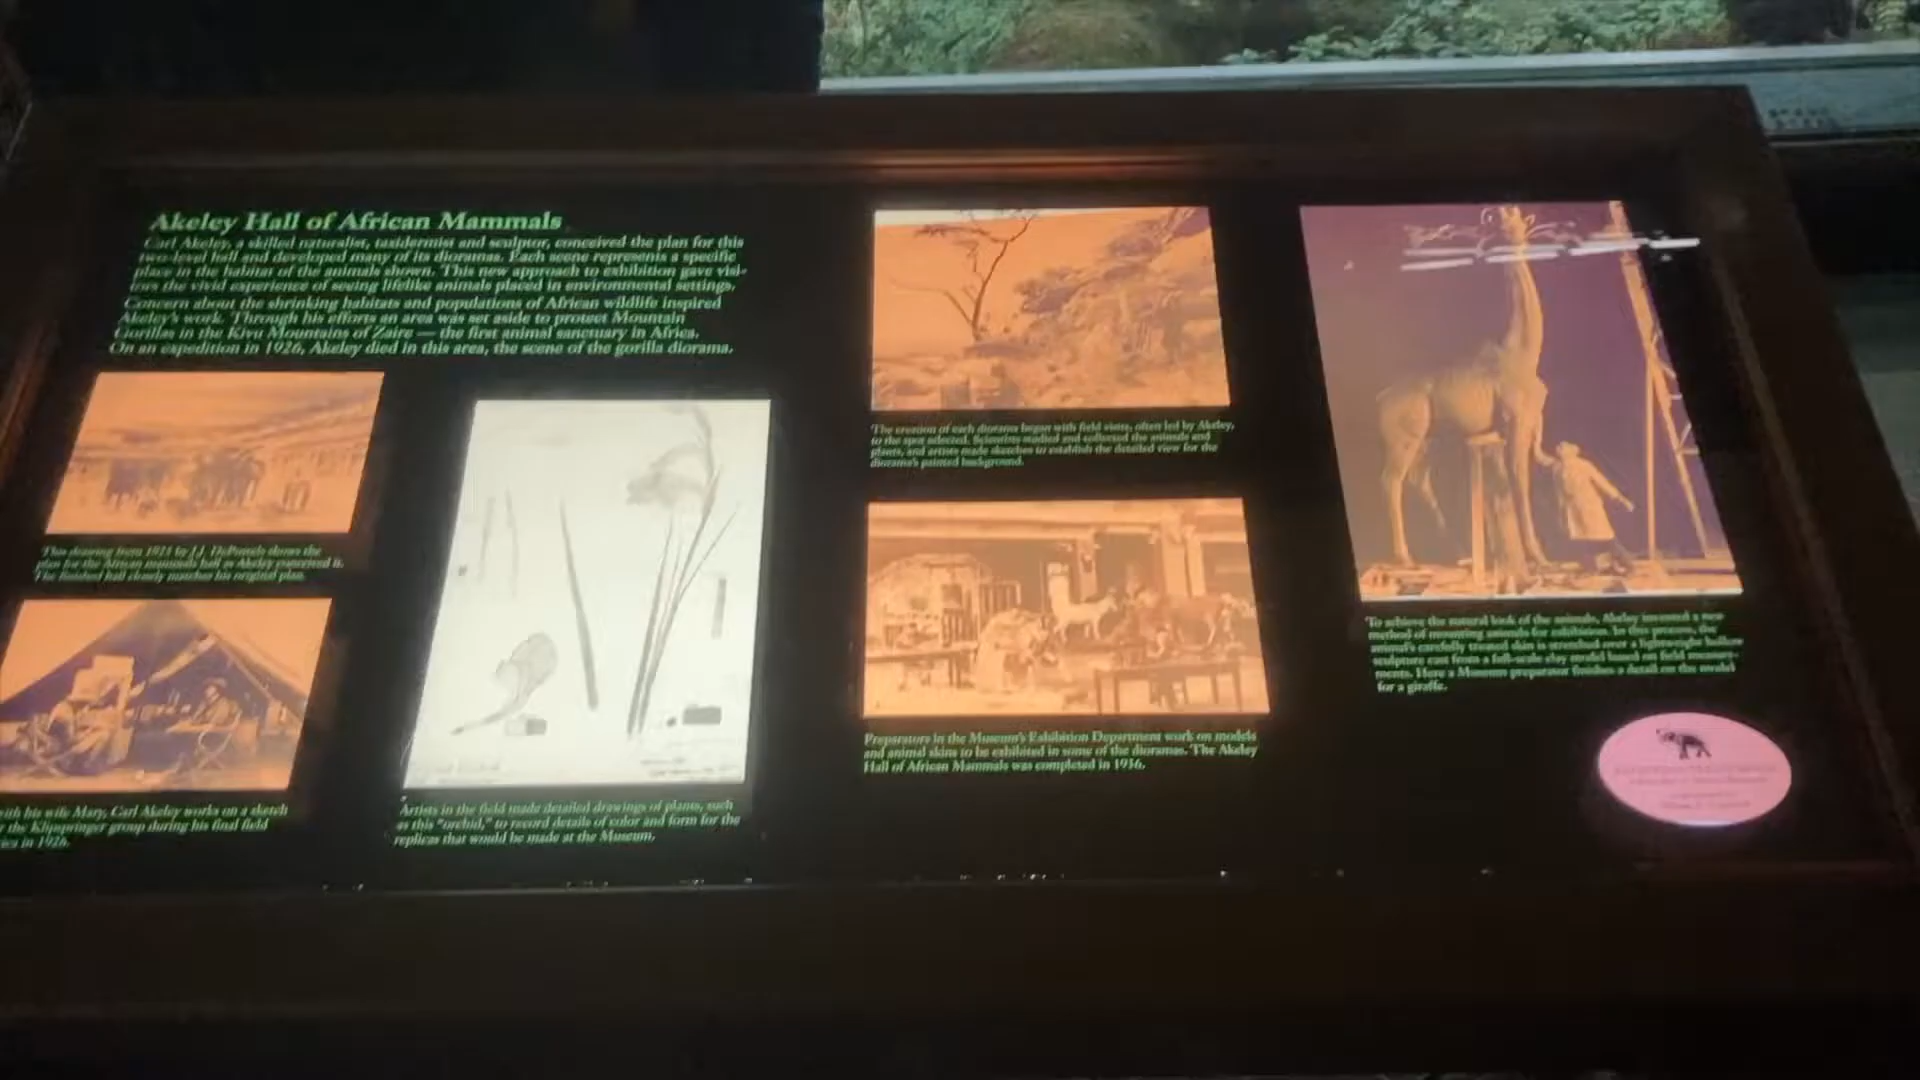 Akeley Hall of African Mammals
Carl Akeley, a skilled naturalist, taxidermist and sculptor, conceived the plan for this
two-level hall and developed many of its dioramas. Each scene represents a specific
place in the habitat of the animals shown. This new approach to exhibition gave visi-
tors the vivid experience of seeing lifelike animals placed in environmental settings.
Concern about the shrinking habitats and populations of African wildlife inspired
Akeley's work. Through his efforts an area was set aside to protect Mountain
Gorillas in the Kivu Mountains of Zaire — the first animal sanctuary in Africa.
On an expedition in 1926, Akeley died in this area, the scene of the gorilla diorama.
This drawing from by J.J. shows the
plan for the African mammals hall as Akeley conceived it.
The finished hall closely matches his original plan.
with his wife Mary, Carl Akeley works on a sketch
the Klipspringer group during his final field
in 1926.
Artists in the field made detailed drawings of plants, such
as this "orchid," to record details of color and form for the
replicas that would be made at the Museum.
The creation of each diorama began with field visits, often led by Akeley,
to the spot selected. Scientists studied and collected the animals and
plants, and artists made sketches to establish the detailed view for the
diorama's painted background.
Preparators in the Museum's Exhibition Department work on models
and animal skins to be exhibited in some of the dioramas. The Akeley
Hall of African Mammals was completed in 1936.
To achieve the natural look of the animals, Akeley invented a new
method of mounting animals for exhibition. In this process, the
animal's carefully treated skin is stretched over a lightweight hollow
sculpture cast from a full-scale clay model based on field measure-
ments. Here a Museum preparator finishes a detail on the model
for a giraffe.